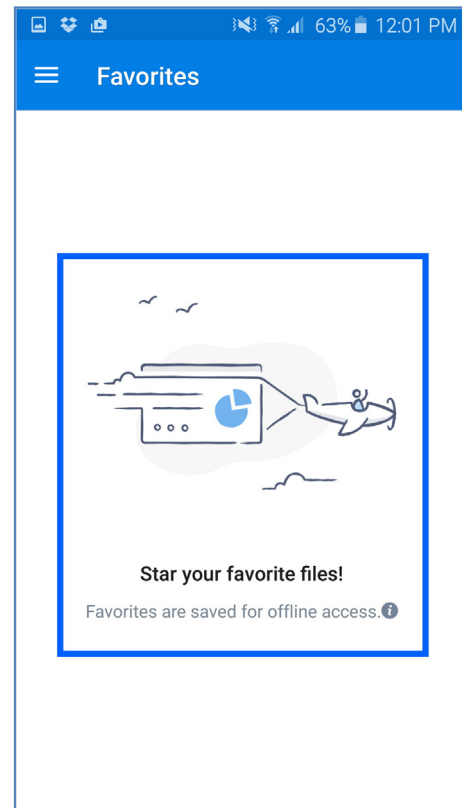 63% 12:01 PM
Favorites
Star your favorite files!
Favorites are saved for offline access.